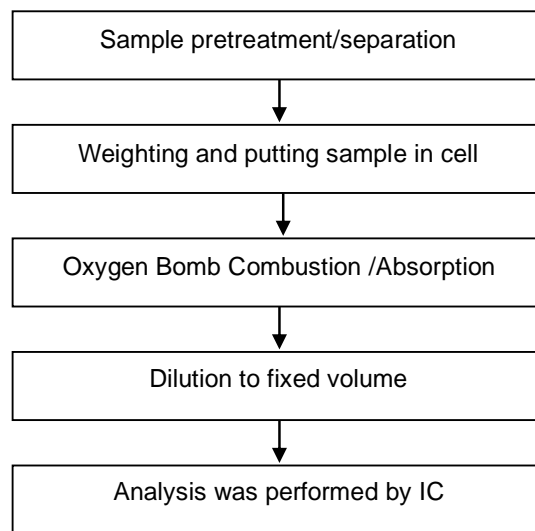 Sample pretreatment/separation
Weighting and putting sample in cell
Oxygen Bomb Combustion /Absorption
Dilution to fixed volume
Analysis was performed by IC